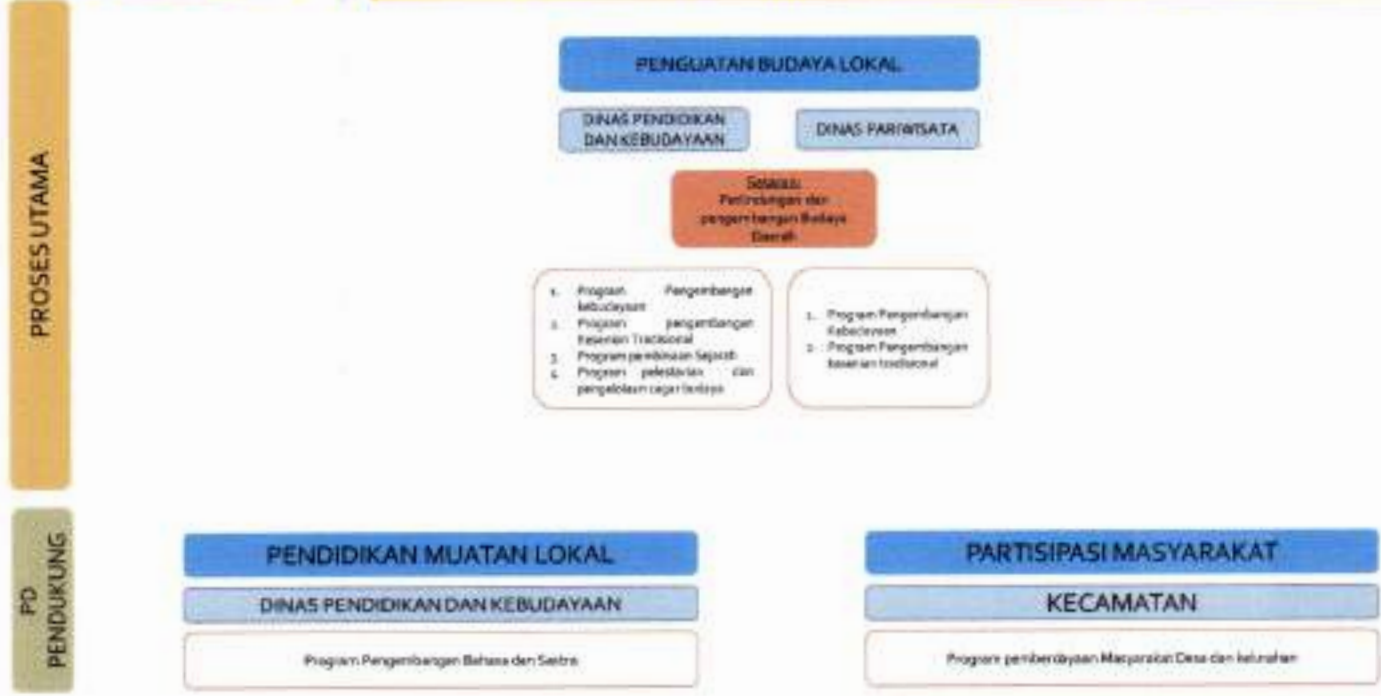 PROSES UTAMA
PENGUATAN BUDAYA LOKAL
DINAS PENDIDIKAN
DAN KEBUDAYAAN
DINAS PARIWISATA
Sasaran:
Perlindungan dan
pengembangan Budaya
Daerah
1. Program Pengembangan
kebudayaan
2. Program pengembangan
Kesenian Tradisional
3. Program pembinaan Sejarah
4. Program pelestarian dan
pengelolaan cagar budaya
1. Program Pengembangan
Kebudayaan
2. Program Pengembangan
kesenian tradisional
PD
PENDUKUNG
PENDIDIKAN MUATAN LOKAL
DINAS PENDIDIKAN DAN KEBUDAYAAN
Program Pengembangan Bahasa dan Sastra
PARTISIPASI MASYARAKAT
KECAMATAN
Program pemberdayaan Masyarakat Desa dan kelurahan